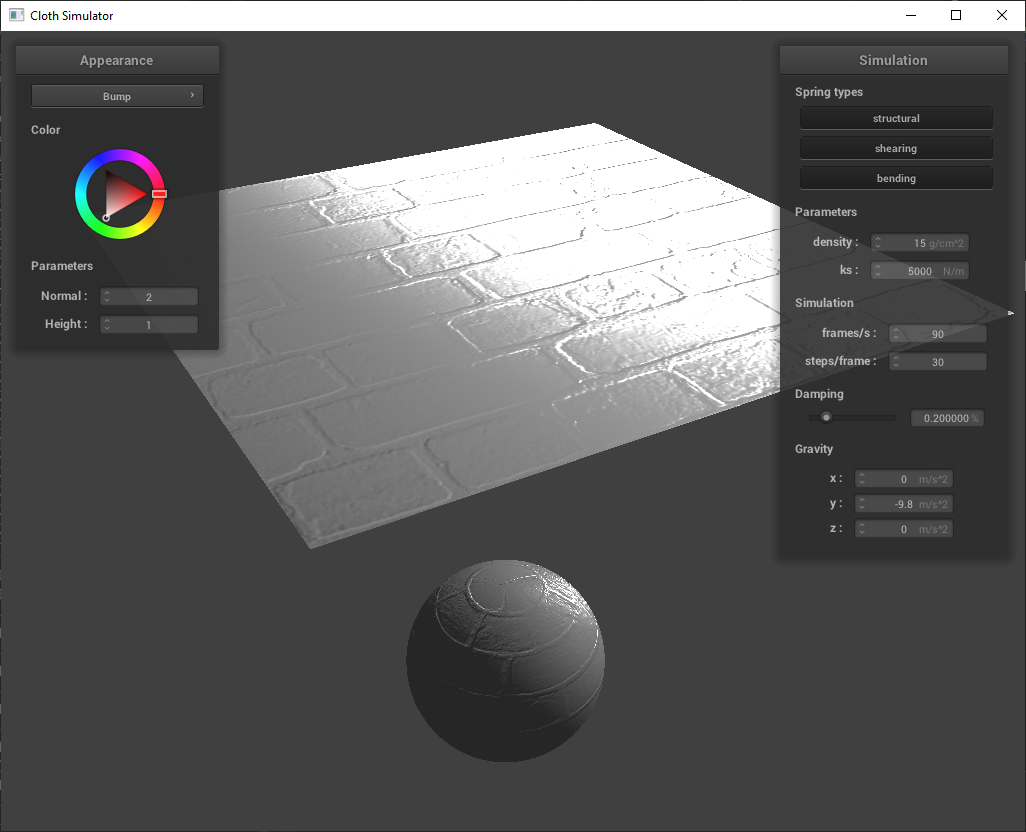 Cloth Simulator
Appearance
Bump
Color
Parameters
Normal : 2
Height : 1
Simulation
Spring types
structural
shearing
bending
Parameters
density : 15 g/cm^2
ks : 5000 N/m
Simulation
frames/s : 90
steps/frame : 30
Damping
0.200000 %
Gravity
x : 0 m/s^2
y : -9.8 m/s^2
z : 0 m/s^2